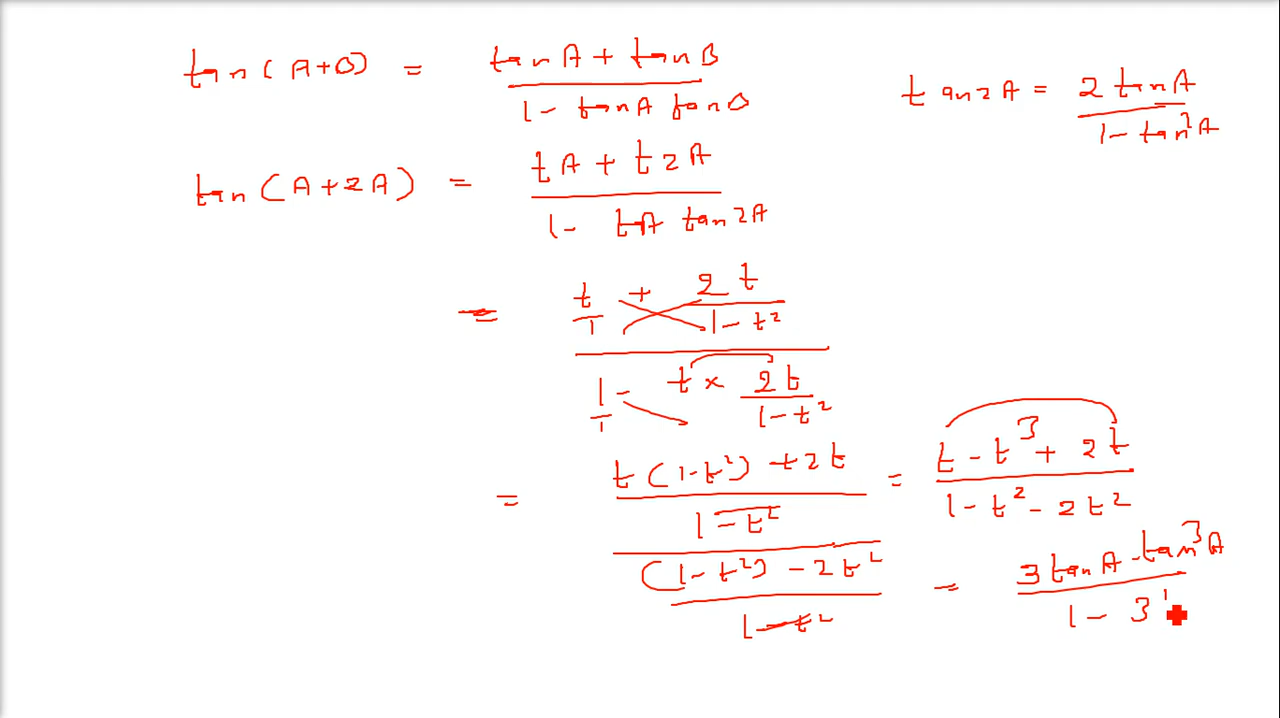 tan(A+B) = (tanA + tanB)/(1 - tanA tanB)
tan2A = (2 tanA)/(1 - tan²A)
tan(A+2A) = (tA + t2A)/(1 - tA tan2A)
= (t/1 + 2t/(1-t²))/(1/1 - t × 2t/(1-t²))
= ((t(1-t²) + 2t)/(1-t²))/(((1-t²) - 2t²)/(1-t²)) = (t - t³ + 2t)/(1 - t² - 2t²)
= (3tanA - tan³A)/(1 - 3